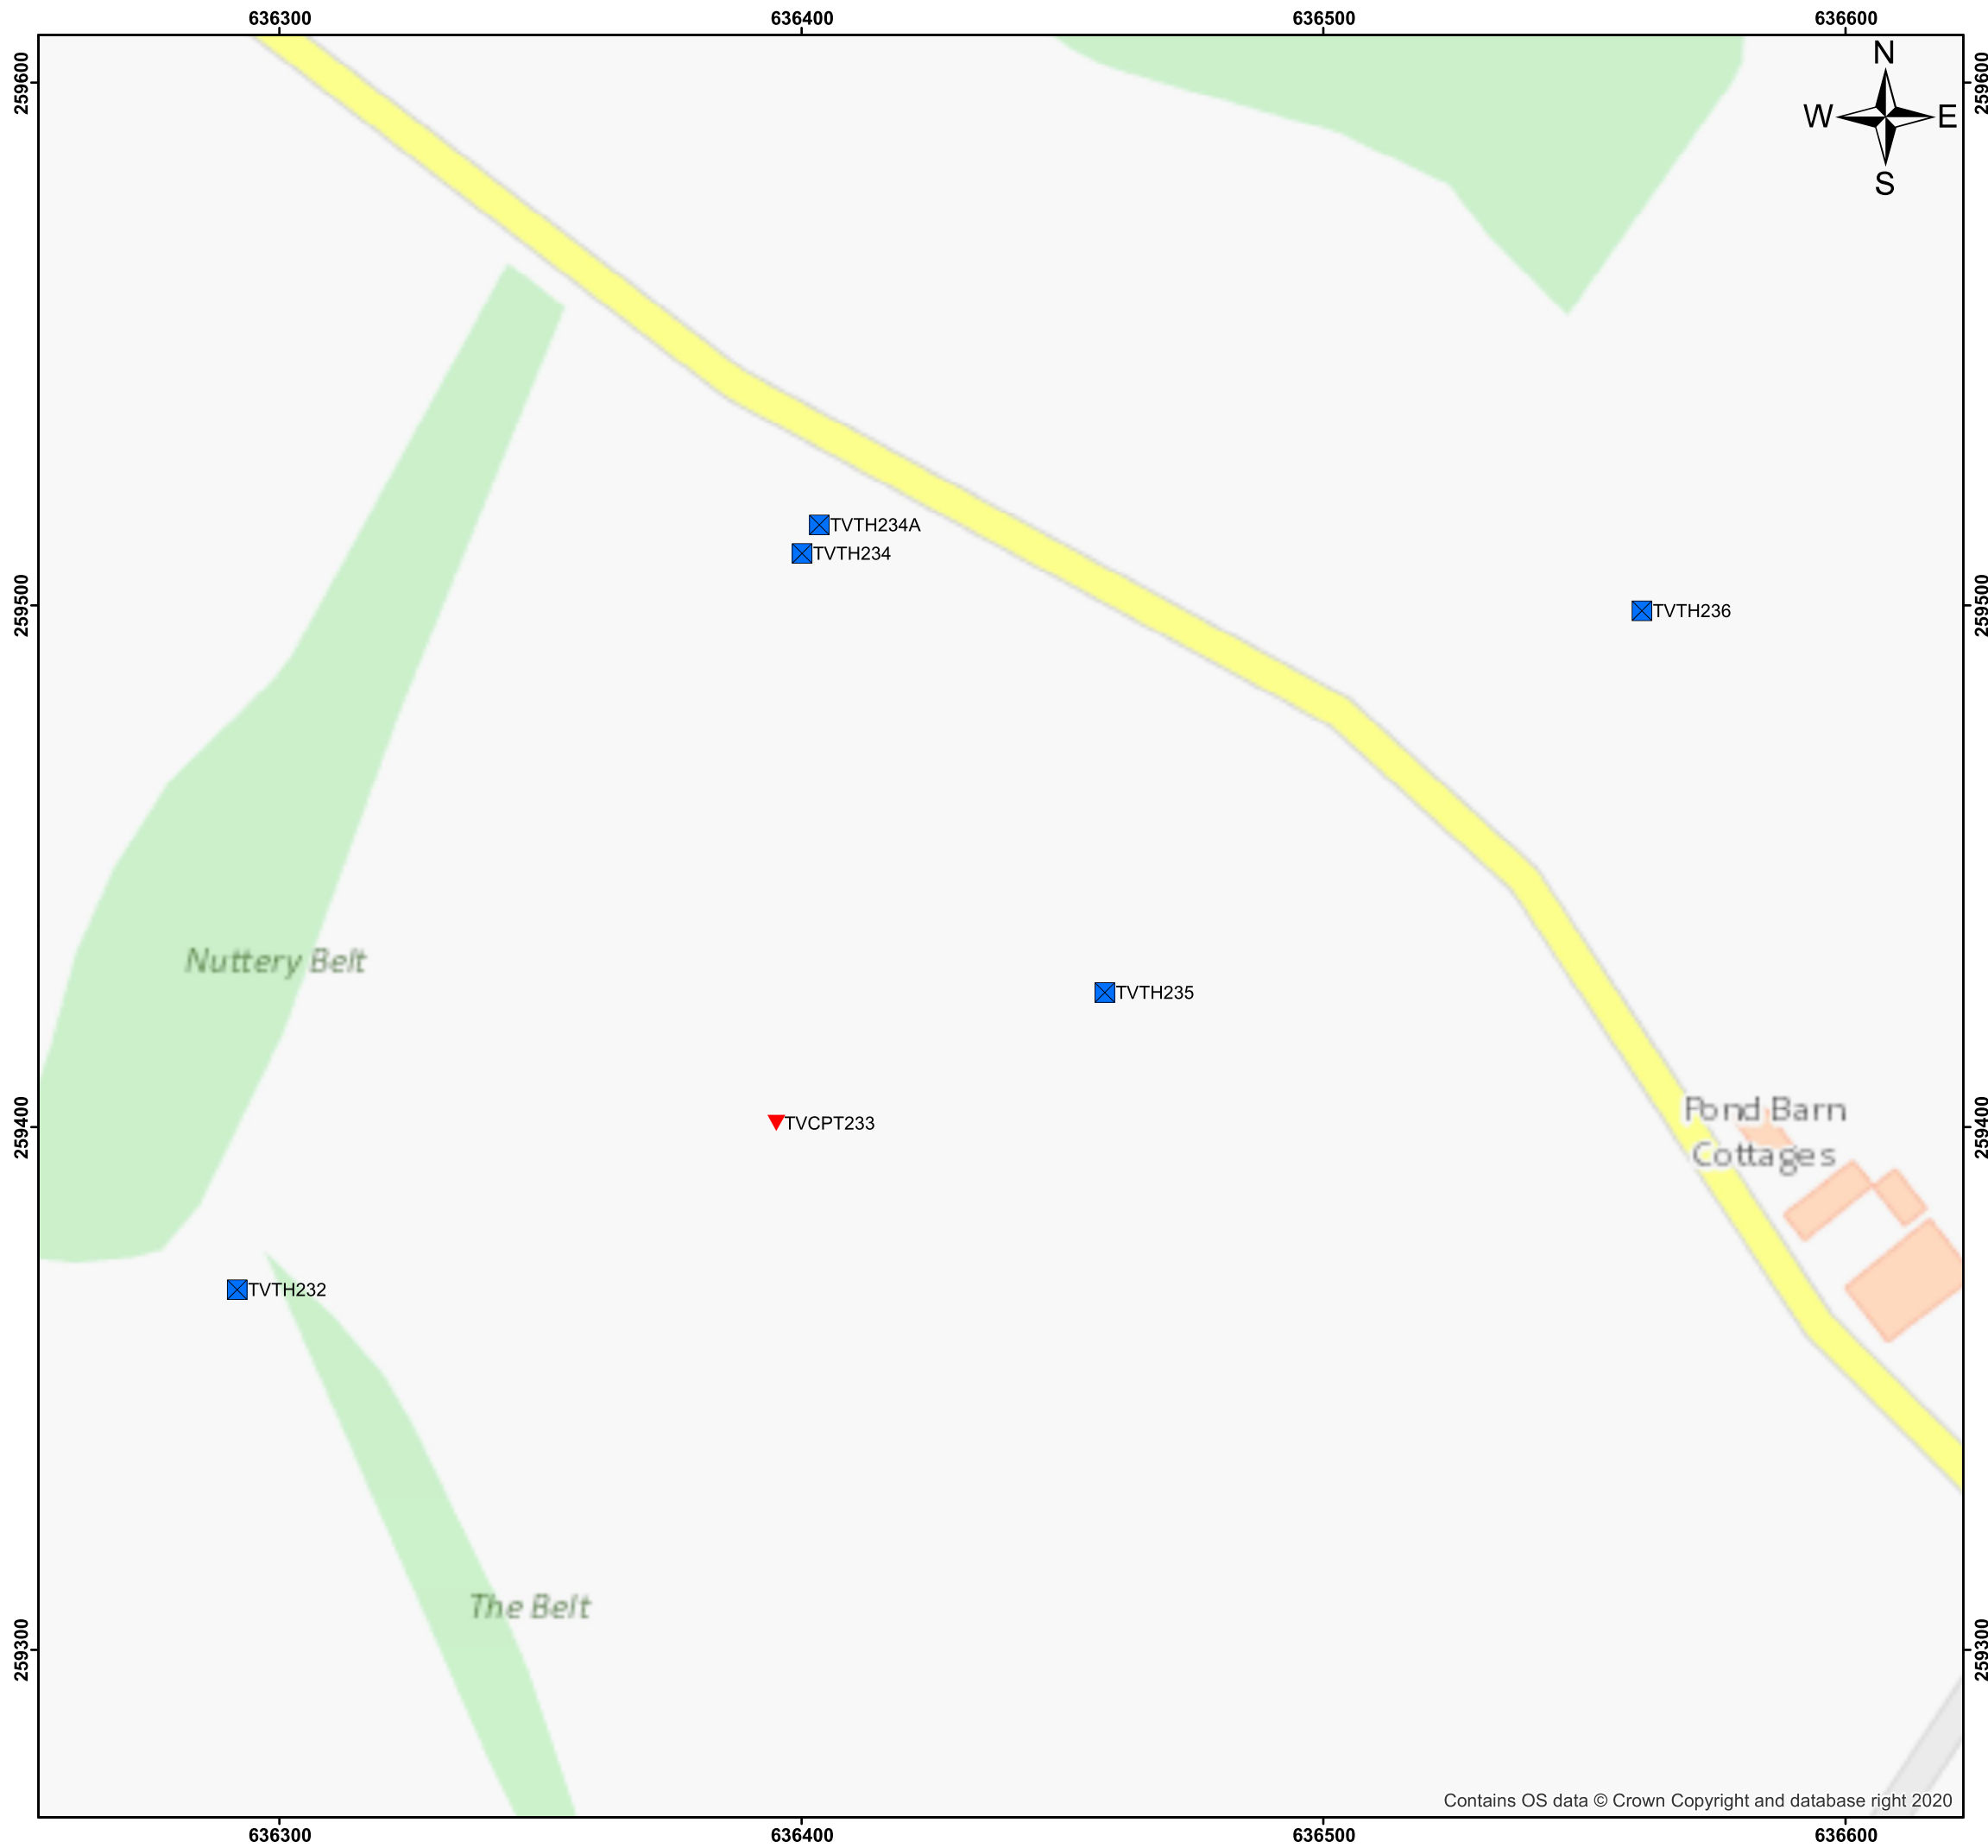 636300 636400 636500 636600
259600
259600
N
W E
S
TVTH234A
TVTH234
259500
TVTH236
259500
Nuttery Belt
TVTH235
259400
TVCPT233
Pond Barn
Cottages
259400
TVTH232
The Belt
259300
259300
Contains OS data © Crown Copyright and database right 2020
636300 636400 636500 636600